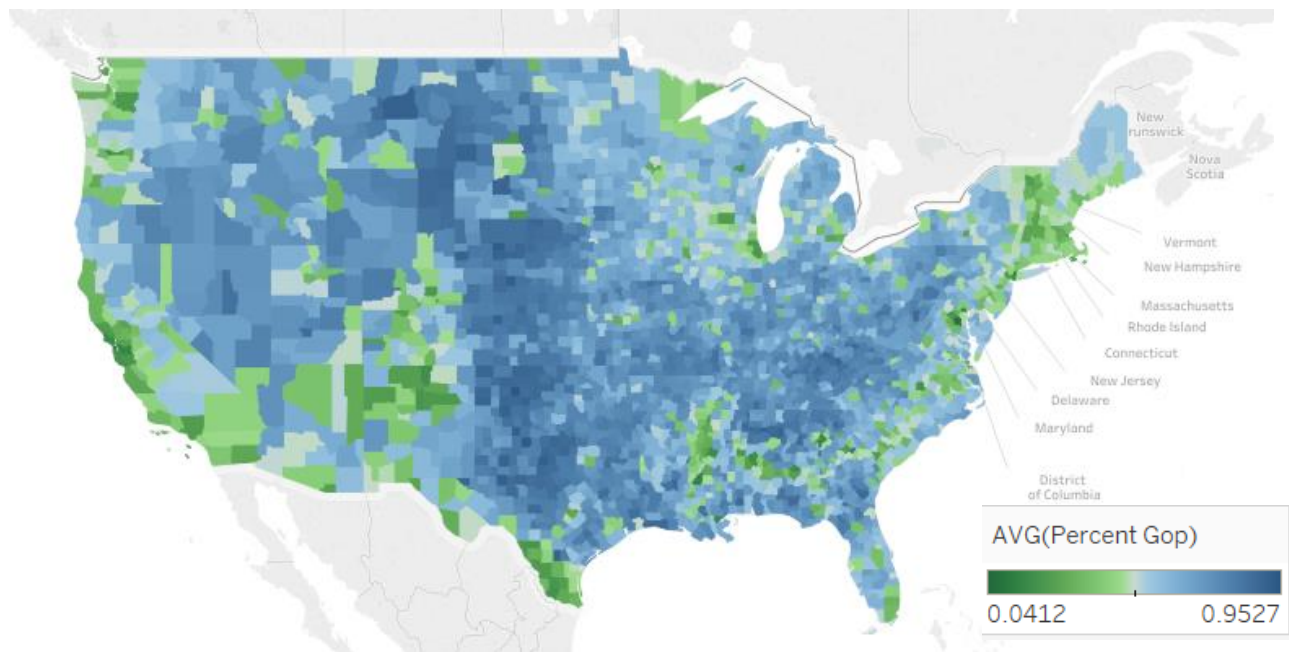 New
runswick
Nova
Scotia
Vermont
New Hampshire
Massachusetts
Rhode Island
Connecticut
New Jersey
Delaware
Maryland
District
of Columbia
AVG(Percent Gop)
0.0412 0.9527